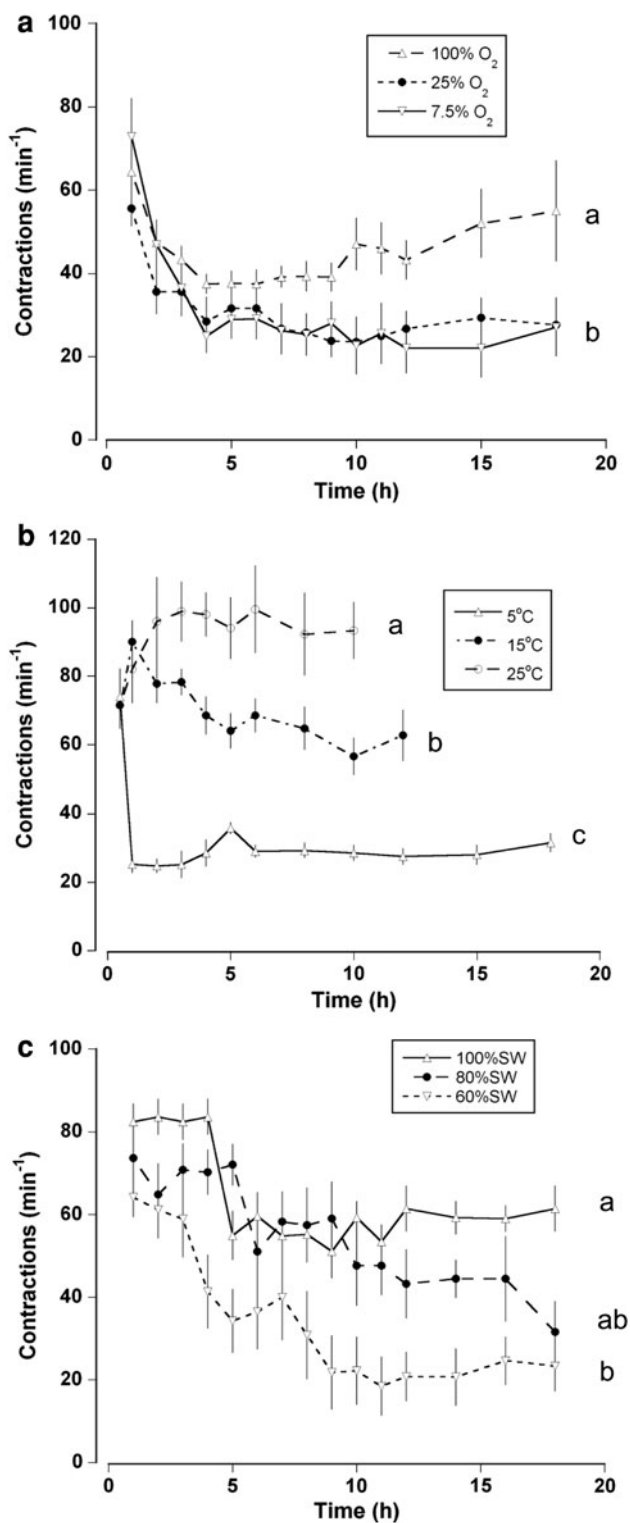 a
100
80
60
40
20
0
Contractions (min⁻¹)
100% O₂
25% O₂
7.5% O₂
a
b
0 5 10 15 20
Time (h)
b
120
100
80
60
40
20
0
Contractions (min⁻¹)
5°C
15°C
25°C
a
b
c
0 5 10 15 20
Time (h)
c
100
80
60
40
20
0
Contractions (min⁻¹)
100%SW
80%SW
60%SW
a
ab
b
0 5 10 15 20
Time (h)